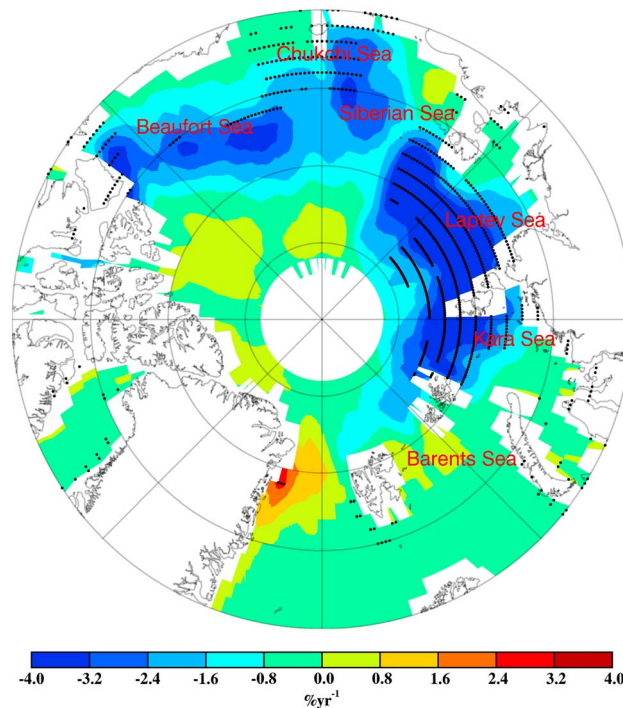 Chukchi Sea
Siberian Sea
Beaufort Sea
Laptev Sea
Kara Sea
Barents Sea
-4.0 -3.2 -2.4 -1.6 -0.8 0.0 0.8 1.6 2.4 3.2 4.0
%yr⁻¹